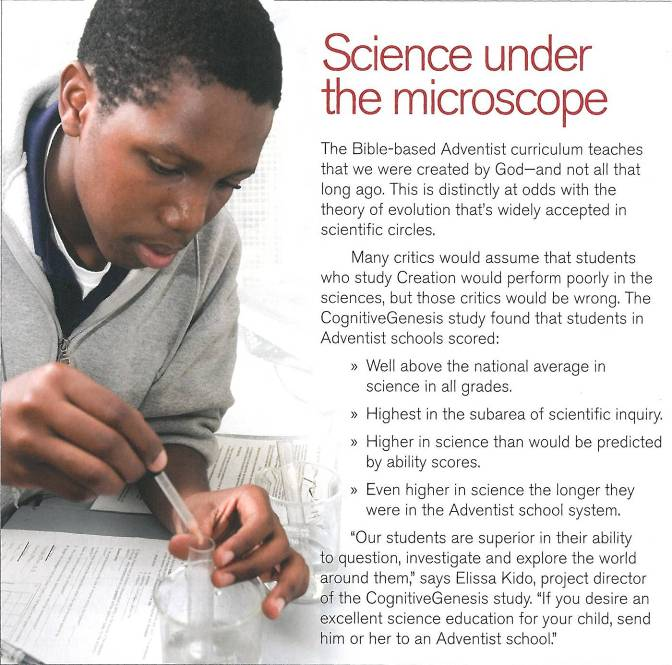 Science under
the microscope
The Bible-based Adventist curriculum teaches
that we were created by God—and not all that
long ago. This is distinctly at odds with the
theory of evolution that's widely accepted in
scientific circles.
Many critics would assume that students
who study Creation would perform poorly in the
sciences, but those critics would be wrong. The
CognitiveGenesis study found that students in
Adventist schools scored:
» Well above the national average in
science in all grades.
» Highest in the subarea of scientific inquiry.
» Higher in science than would be predicted
by ability scores.
» Even higher in science the longer they
were in the Adventist school system.
"Our students are superior in their ability
to question, investigate and explore the world
around them," says Elissa Kido, project director
of the CognitiveGenesis study. "If you desire an
excellent science education for your child, send
him or her to an Adventist school."